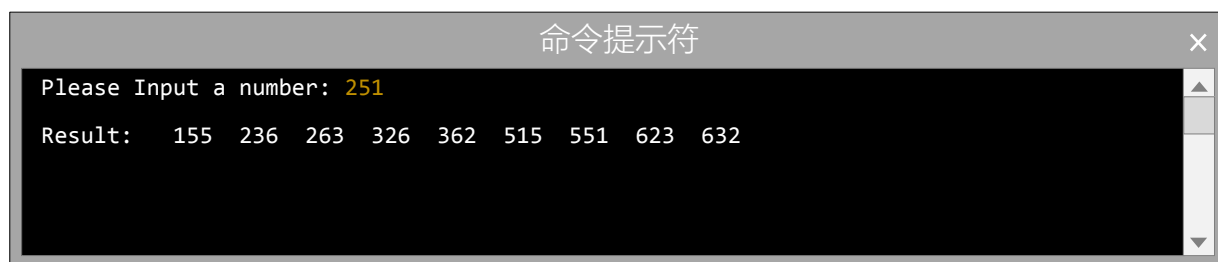 命令提示符
Please Input a number: 251
Result: 155 236 263 326 362 515 551 623 632